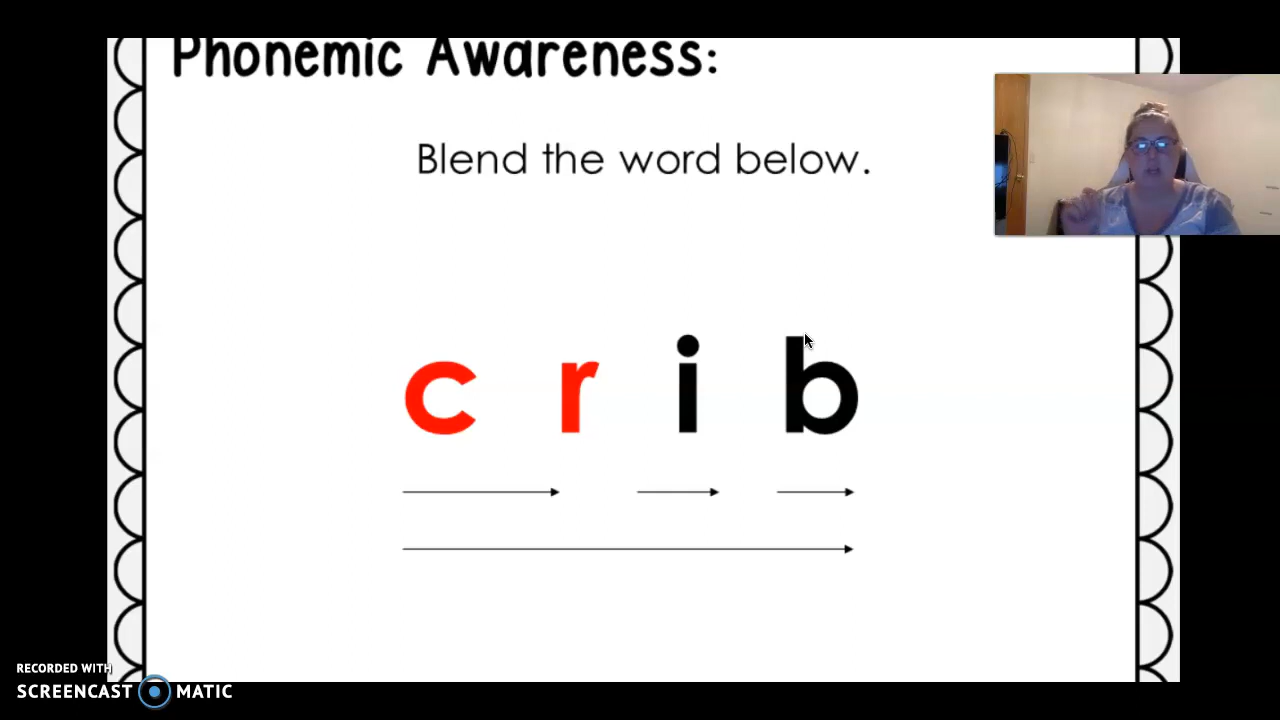 Phonemic Awareness:
Blend the word below.
c r i b
RECORDED WITH
SCREENCAST MATIC